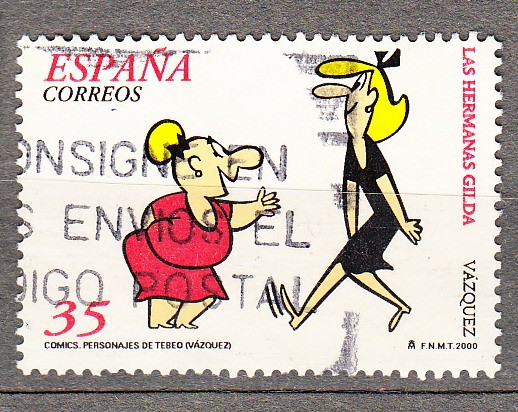 ESPAÑA
CORREOS
LAS HERMANAS GILDA
VÁZQUEZ
ONSIGNE EN
S ENVIOS EL
DIGO POSTAL
35
COMICS. PERSONAJES DE TEBEO (VÁZQUEZ)
F.N.M.T. 2000